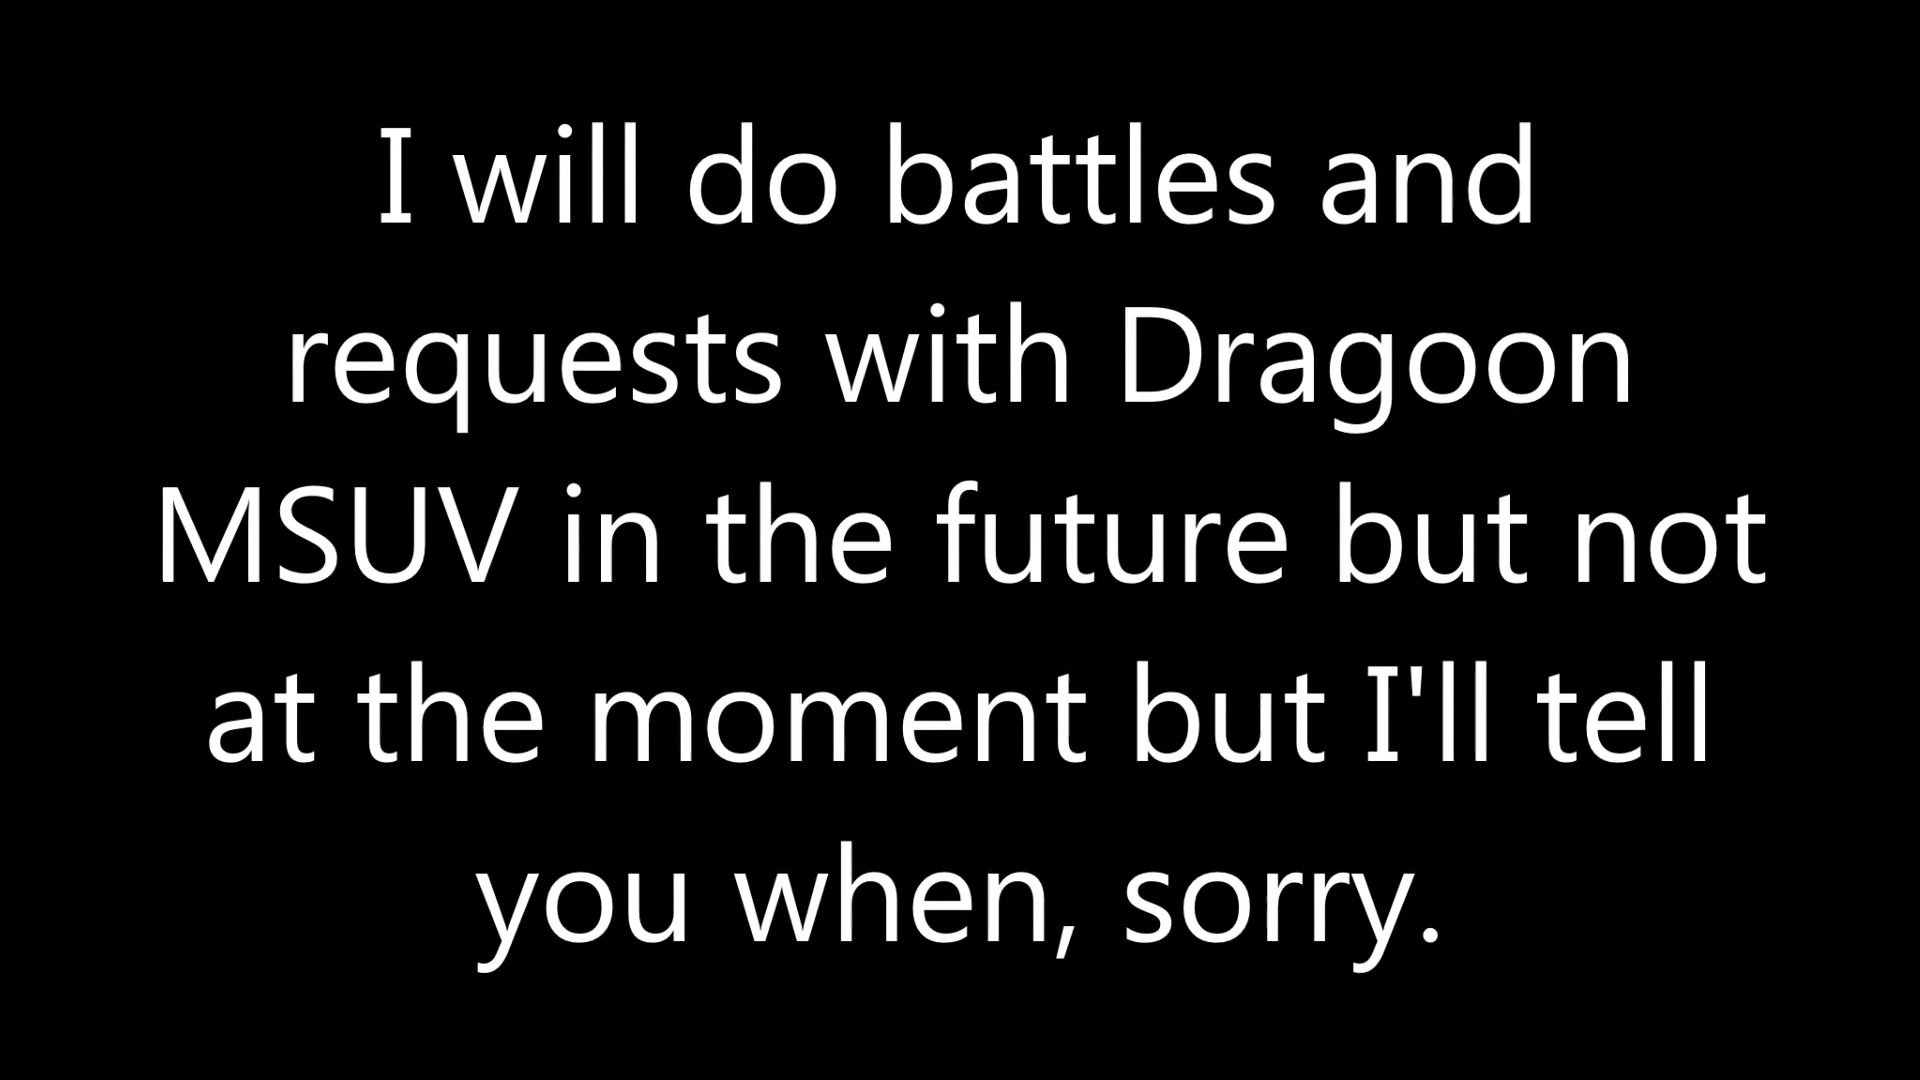 I will do battles and
requests with Dragoon
MSUV in the future but not
at the moment but I'll tell
you when, sorry.